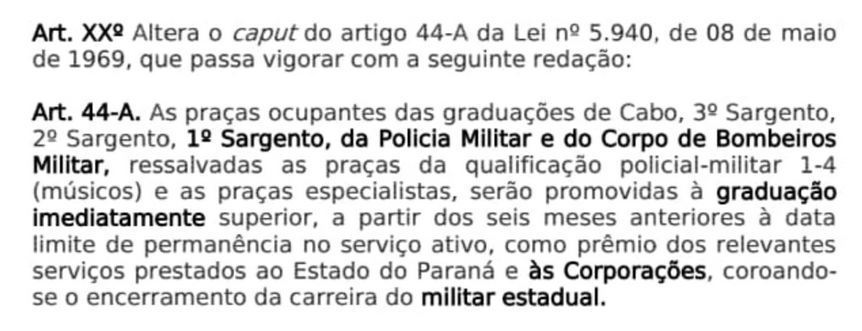 Art. XXº Altera o caput do artigo 44-A da Lei nº 5.940, de 08 de maio
de 1969, que passa vigorar com a seguinte redação:
Art. 44-A. As praças ocupantes das graduações de Cabo, 3º Sargento,
2º Sargento, 1º Sargento, da Policia Militar e do Corpo de Bombeiros
Militar, ressalvadas as praças da qualificação policial-militar 1-4
(músicos) e as praças especialistas, serão promovidas à graduação
imediatamente superior, a partir dos seis meses anteriores à data
limite de permanência no serviço ativo, como prêmio dos relevantes
serviços prestados ao Estado do Paraná e às Corporações, coroando-
se o encerramento da carreira do militar estadual.